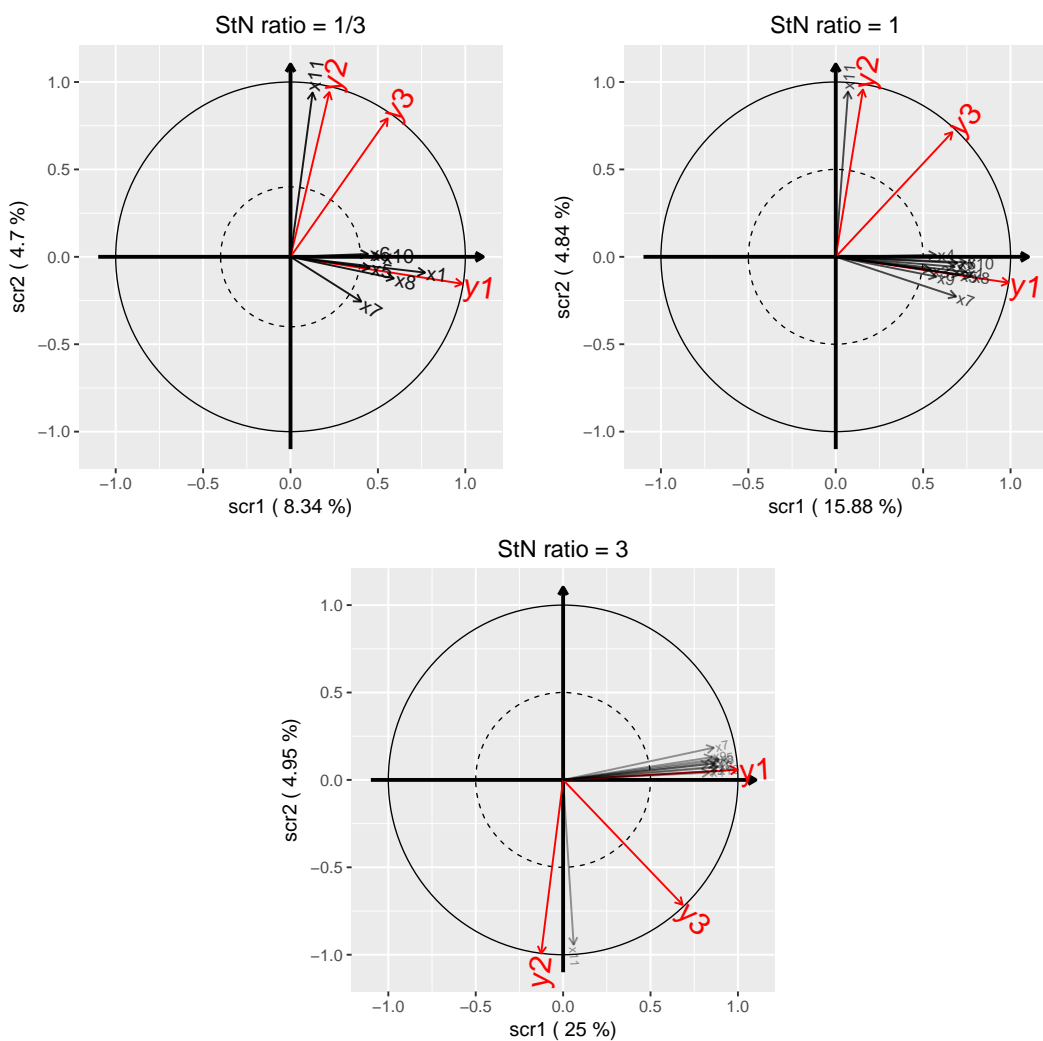 StN ratio = 1/3
scr2 ( 4.7 %)
1.0
0.5
0.0
−0.5
−1.0
x11
y2
y3
x6
10
x1
x8
y1
x7
−1.0 −0.5 0.0 0.5 1.0
scr1 ( 8.34 %)
StN ratio = 1
scr2 ( 4.84 %)
1.0
0.5
0.0
−0.5
−1.0
x11
y2
y3
10
x9
x8
y1
x7
−1.0 −0.5 0.0 0.5 1.0
scr1 ( 15.88 %)
StN ratio = 3
scr2 ( 4.95 %)
1.0
0.5
0.0
−0.5
−1.0
x7
y1
y3
x11
y2
−1.0 −0.5 0.0 0.5 1.0
scr1 ( 25 %)